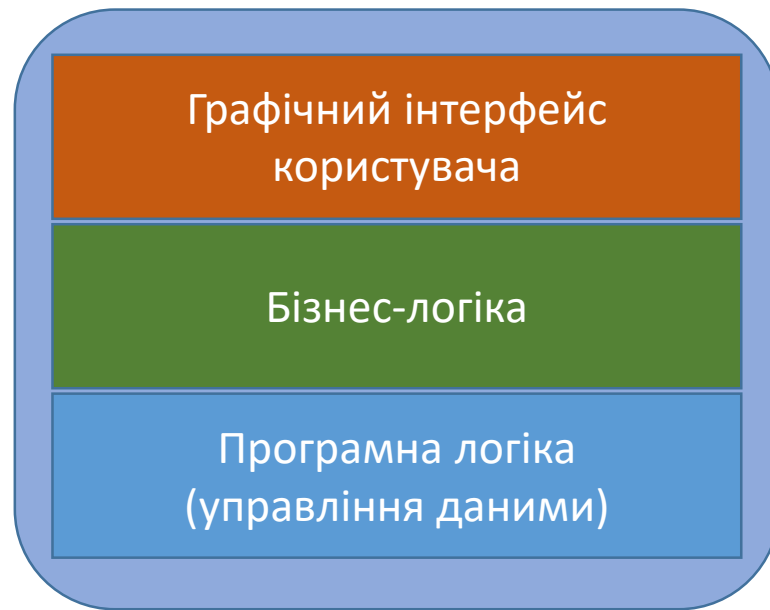 Графічний інтерфейс
користувача
Бізнес-логіка
Програмна логіка
(управління даними)